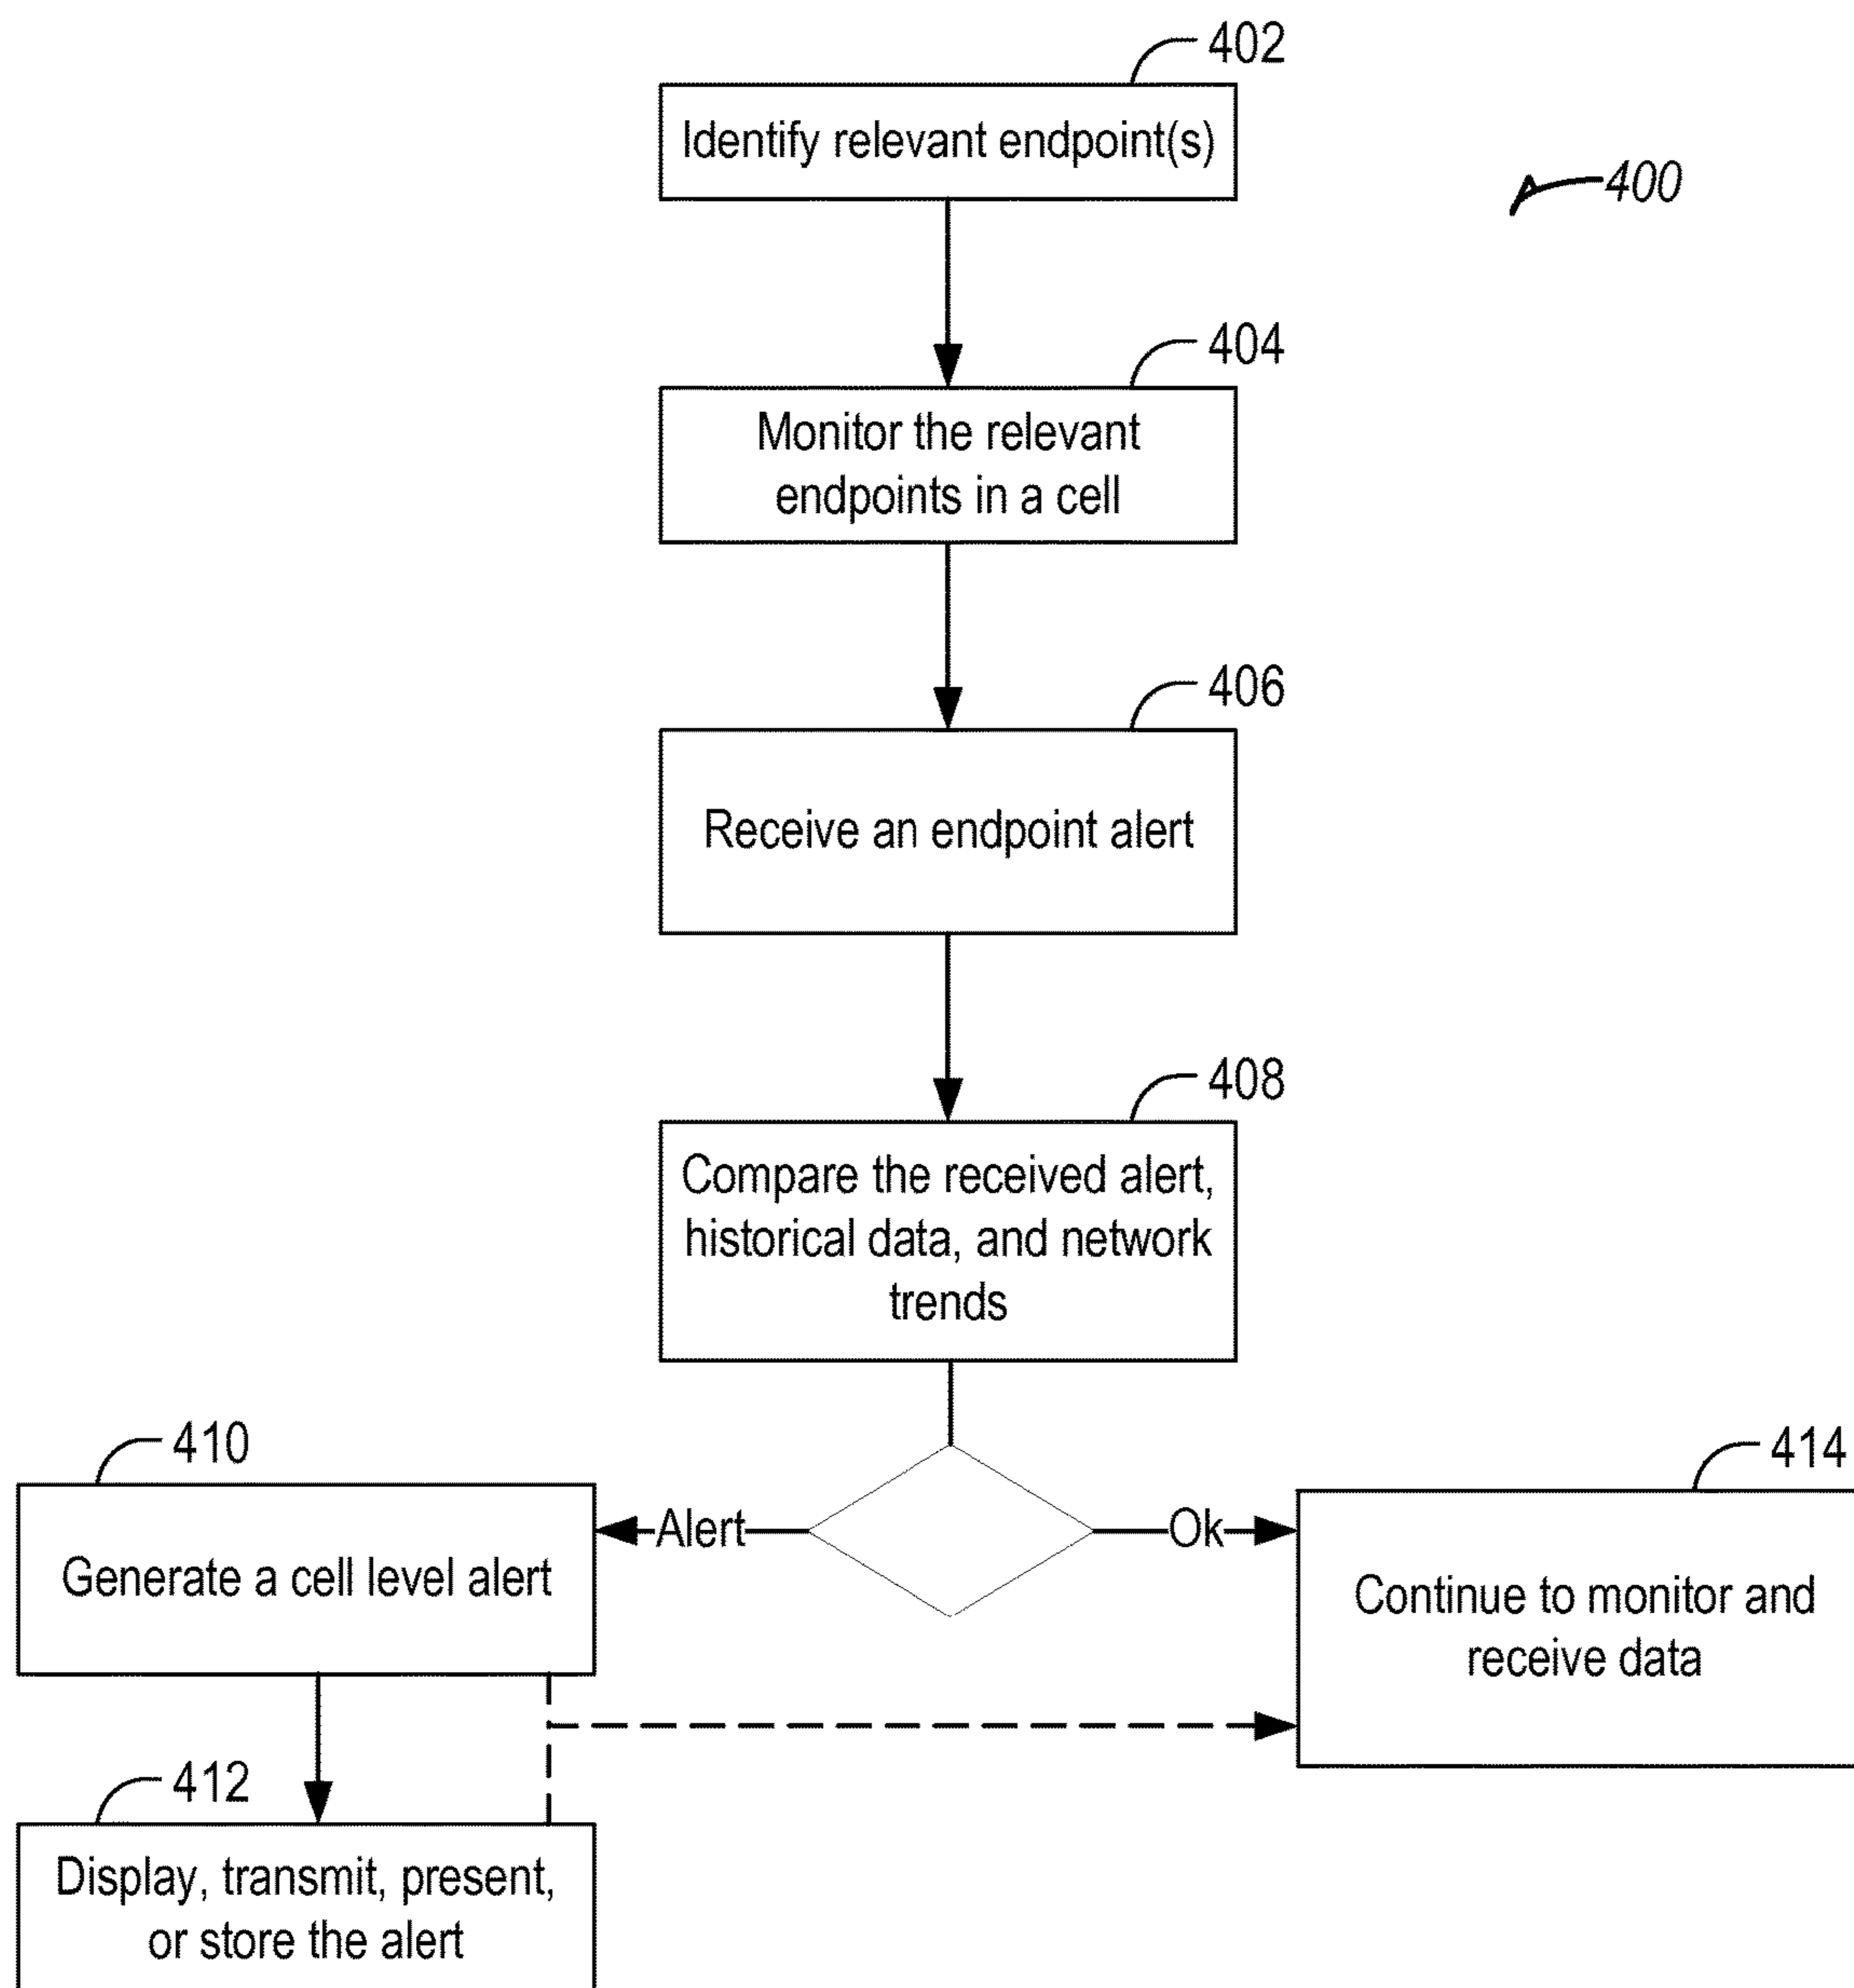 402
Identify relevant endpoint(s)
400
404
Monitor the relevant
endpoints in a cell
406
Receive an endpoint alert
408
Compare the received alert,
historical data, and network
trends
410
414
Alert
Ok
Generate a cell level alert
Continue to monitor and
receive data
412
Display, transmit, present,
or store the alert